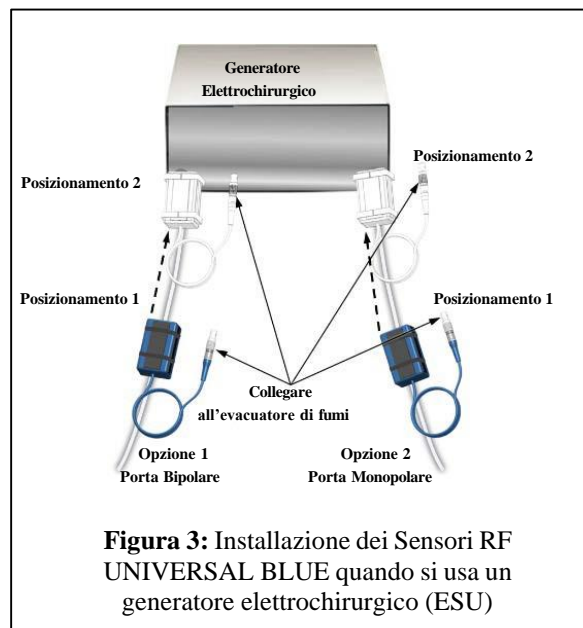 Generatore
Elettrochirurgico
Posizionamento 2
Posizionamento 2
Posizionamento 1
Posizionamento 1
Collegare
all'evacuatore di fumi
Opzione 1
Porta Bipolare
Opzione 2
Porta Monopolare
Figura 3: Installazione dei Sensori RF
UNIVERSAL BLUE quando si usa un
generatore elettrochirurgico (ESU)